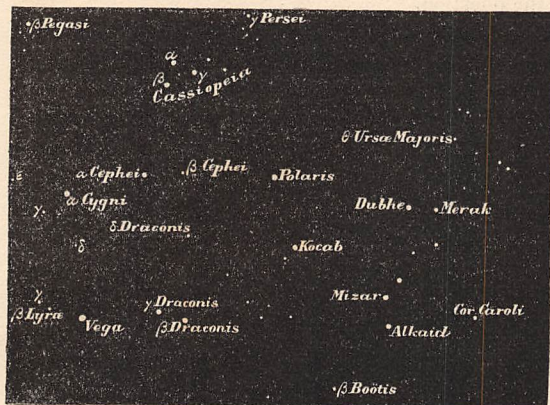 β Pegasi
γ Persei
α
β
γ
Cassiopeia
θ Ursæ Majoris
ε
α Cephei
β Cephei
Polaris
α Cygni
γ
Dubhe
Merak
δ Draconis
δ
Kocab
γ
β Lyræ
Vega
γ Draconis
β Draconis
Mizar
Cor Caroli
Alkaid
β Boötis